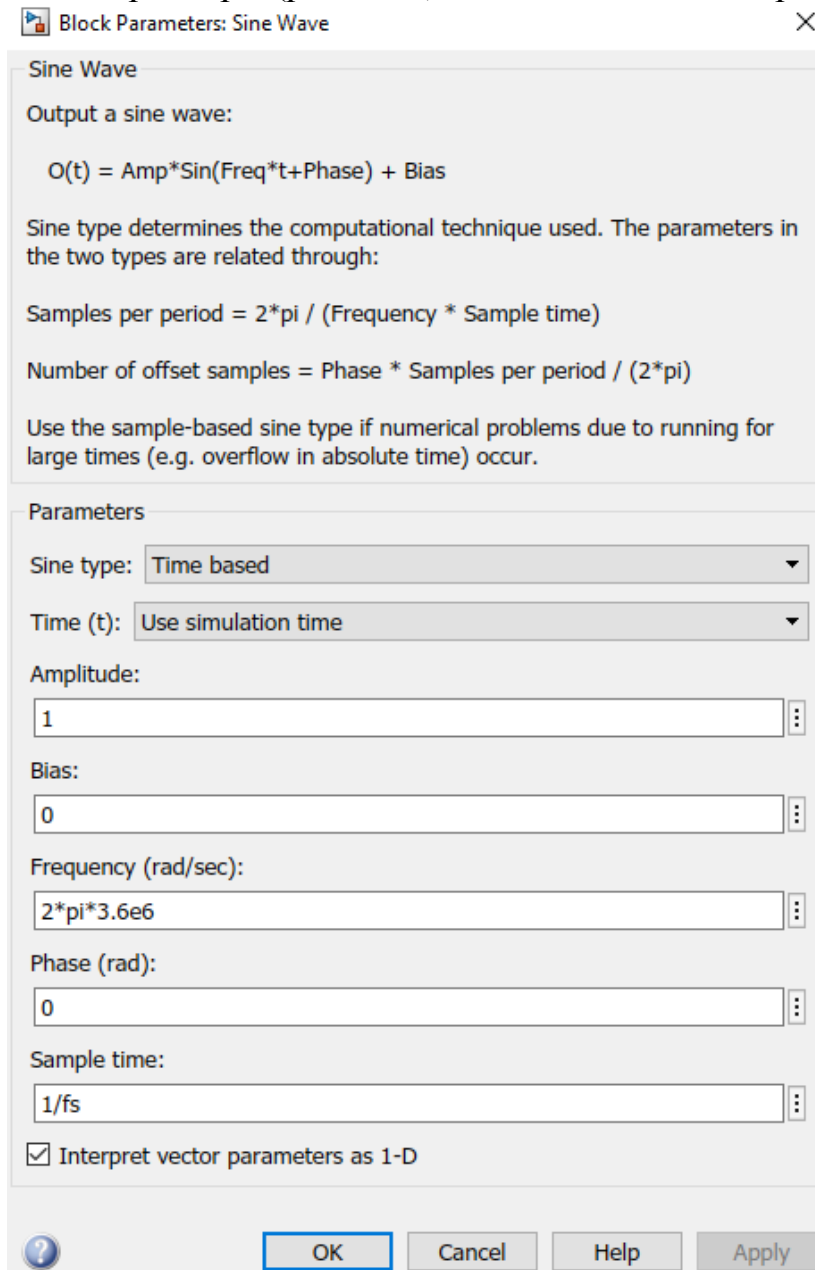 Block Parameters: Sine Wave
Sine Wave
Output a sine wave:
O(t) = Amp*Sin(Freq*t+Phase) + Bias
Sine type determines the computational technique used. The parameters in
the two types are related through:
Samples per period = 2*pi / (Frequency * Sample time)
Number of offset samples = Phase * Samples per period / (2*pi)
Use the sample-based sine type if numerical problems due to running for
large times (e.g. overflow in absolute time) occur.
Parameters
Sine type: Time based
Time (t): Use simulation time
Amplitude:
1
Bias:
0
Frequency (rad/sec):
2*pi*3.6e6
Phase (rad):
0
Sample time:
1/fs
Interpret vector parameters as 1-D
OK Cancel Help Apply